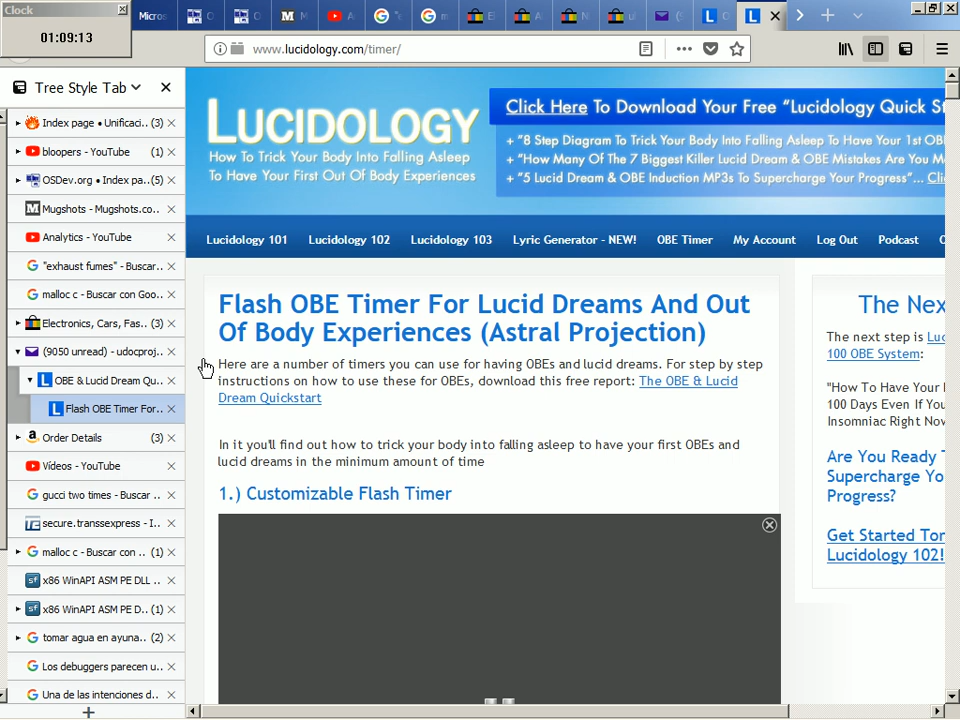 Clock
01:09:13
Micros
www.lucidology.com/timer/
Tree Style Tab
Index page • Unificaci.. (3)
bloopers - YouTube (1)
OSDev.org • Index pa..(5)
Mugshots - Mugshots.co..
Analytics - YouTube
"exhaust fumes" - Buscar..
malloc c - Buscar con Goo..
Electronics, Cars, Fas.. (3)
(9050 unread) - udocproj..
OBE & Lucid Dream Qu..
Flash OBE Timer For..
Order Details (3)
Vídeos - YouTube
gucci two times - Buscar ..
secure.transsexpress - I..
malloc c - Buscar con .. (1)
x86 WinAPI ASM PE DLL ..
x86 WinAPI ASM PE D.. (1)
tomar agua en ayuna.. (2)
Los debuggers parecen u..
Una de las intenciones d..
LUCIDOLOGY
How To Trick Your Body Into Falling Asleep
To Have Your First Out Of Body Experiences
Click Here To Download Your Free "Lucidology Quick St
+ "8 Step Diagram To Trick Your Body Into Falling Asleep To Have Your 1st OBE
+ "How Many Of The 7 Biggest Killer Lucid Dream & OBE Mistakes Are You M
+ "5 Lucid Dream & OBE Induction MP3s To Supercharge Your Progress"... Cli
Lucidology 101 Lucidology 102 Lucidology 103 Lyric Generator - NEW! OBE Timer My Account Log Out Podcast
Flash OBE Timer For Lucid Dreams And Out
Of Body Experiences (Astral Projection)
Here are a number of timers you can use for having OBEs and lucid dreams. For step by step
instructions on how to use these for OBEs, download this free report: The OBE & Lucid
Dream Quickstart
In it you'll find out how to trick your body into falling asleep to have your first OBEs and
lucid dreams in the minimum amount of time
1.) Customizable Flash Timer
The Nex
The next step is Luc
100 OBE System:
"How To Have Your
100 Days Even If You
Insomniac Right Now
Are You Ready T
Supercharge Yo
Progress?
Get Started Ton
Lucidology 102!